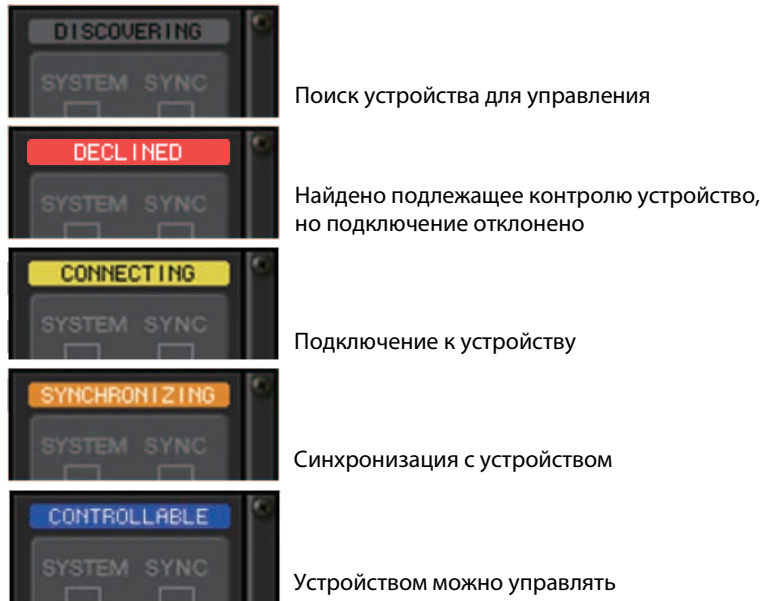 DISCOVERING
SYSTEM SYNC
Поиск устройства для управления
DECLINED
SYSTEM SYNC
Найдено подлежащее контролю устройство,
но подключение отклонено
CONNECTING
SYSTEM SYNC
Подключение к устройству
SYNCHRONIZING
SYSTEM SYNC
Синхронизация с устройством
CONTROLLABLE
SYSTEM SYNC
Устройством можно управлять